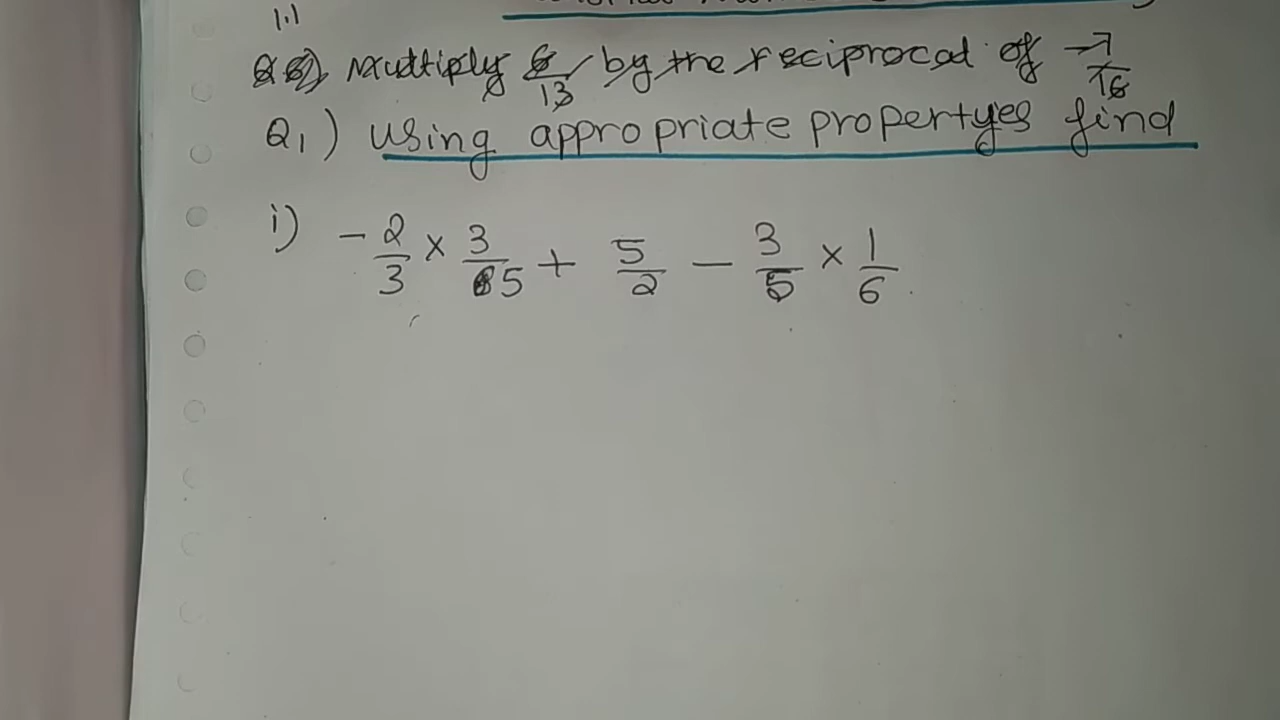 1.1
Multiply 6/13 by the reciprocal of -7/16
Q1) Using appropriate propertyes find
i) - 2/3 × 3/5 + 5/2 - 3/5 × 1/6